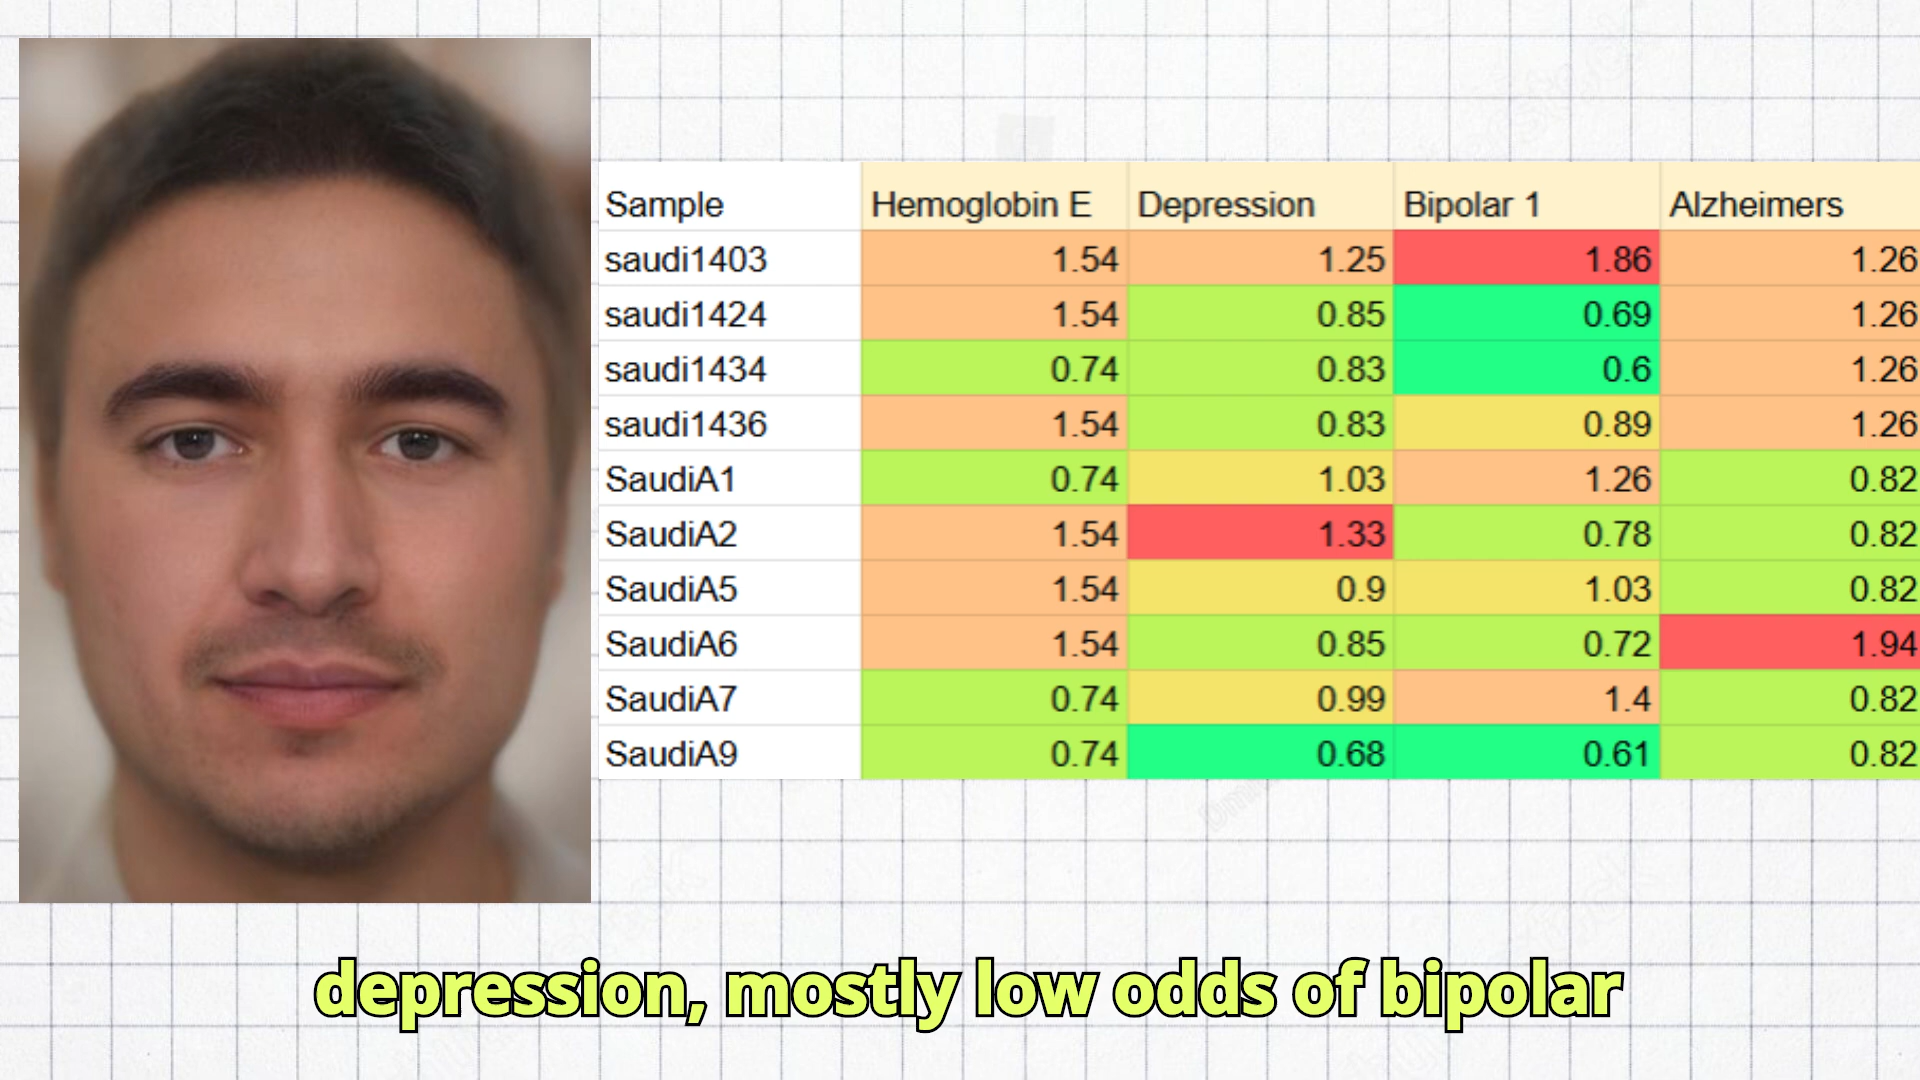 Sample Hemoglobin E Depression Bipolar 1 Alzheimers
saudi1403 1.54 1.25 1.86 1.26
saudi1424 1.54 0.85 0.69 1.26
saudi1434 0.74 0.83 0.6 1.26
saudi1436 1.54 0.83 0.89 1.26
SaudiA1 0.74 1.03 1.26 0.82
SaudiA2 1.54 1.33 0.78 0.82
SaudiA5 1.54 0.9 1.03 0.82
SaudiA6 1.54 0.85 0.72 1.94
SaudiA7 0.74 0.99 1.4 0.82
SaudiA9 0.74 0.68 0.61 0.82
depression, mostly low odds of bipolar